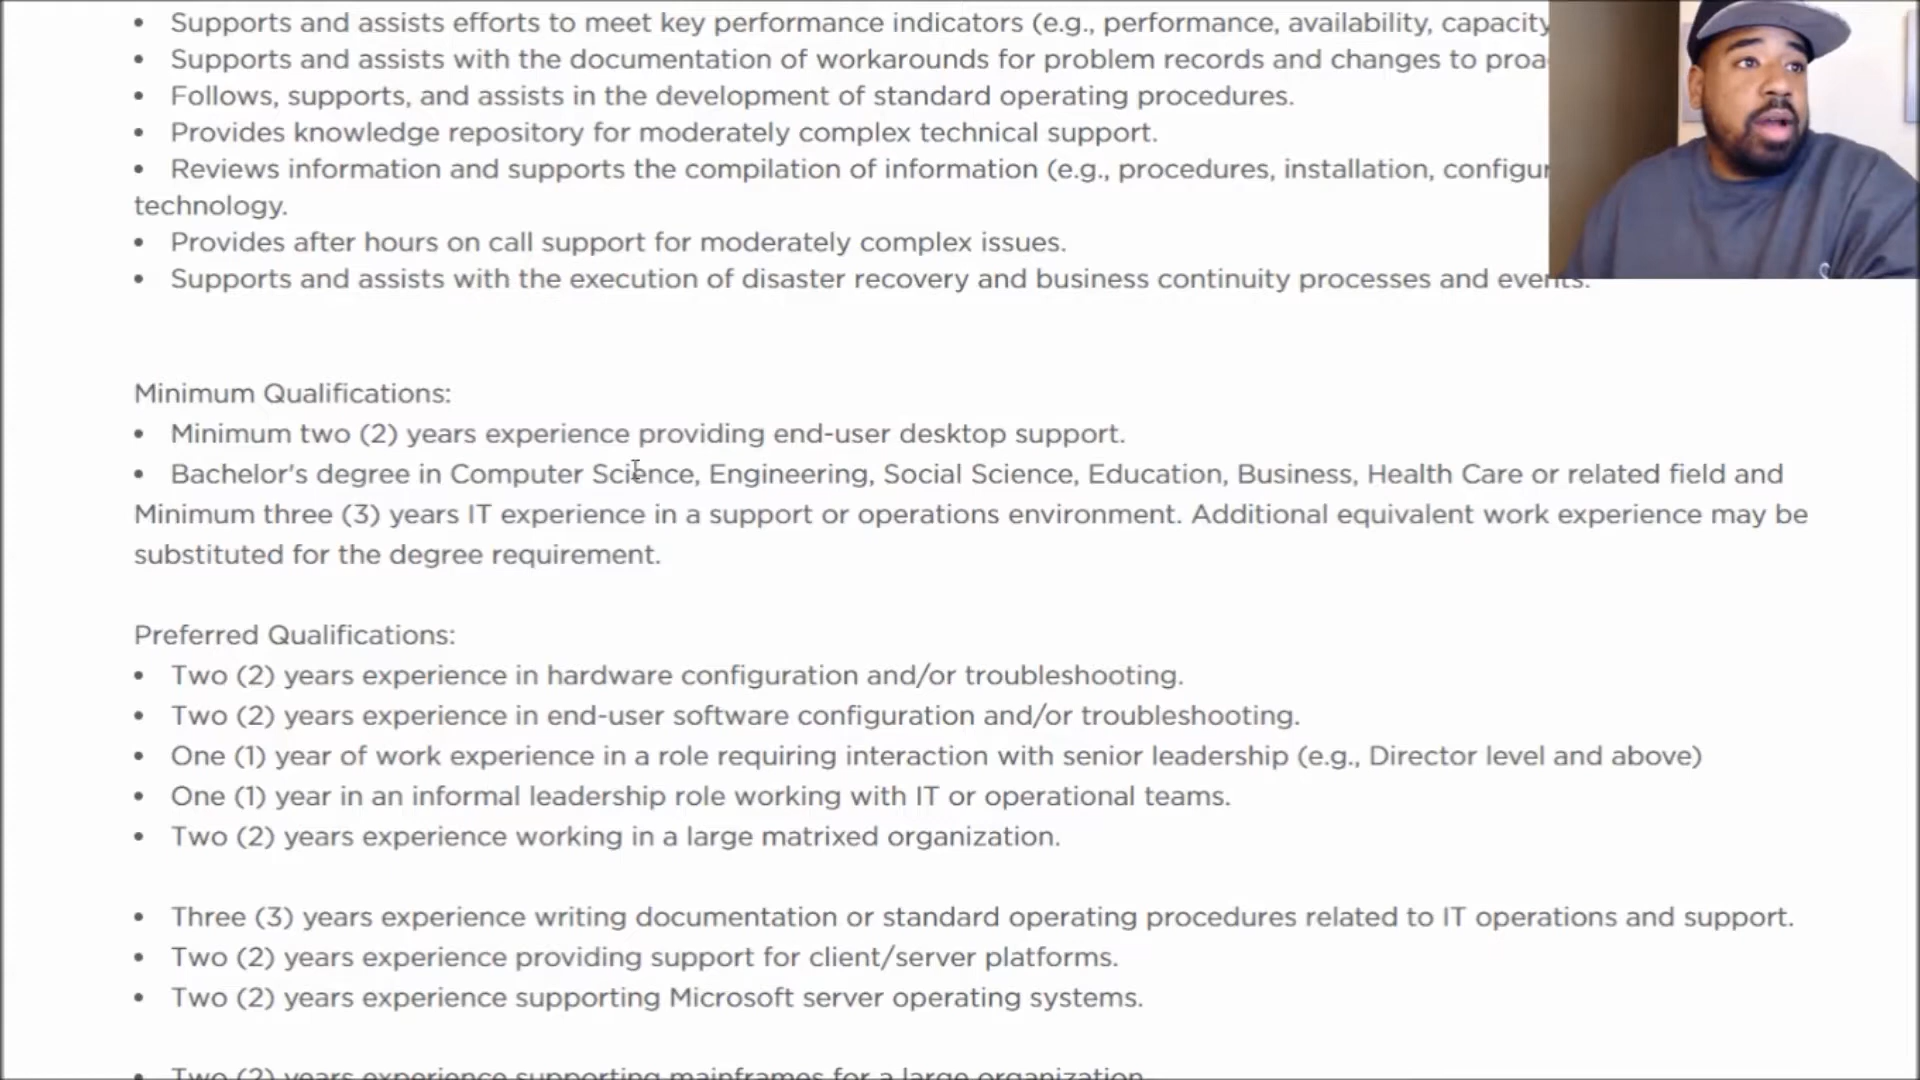 • Supports and assists efforts to meet key performance indicators (e.g., performance, availability, capacity
• Supports and assists with the documentation of workarounds for problem records and changes to proa
• Follows, supports, and assists in the development of standard operating procedures.
• Provides knowledge repository for moderately complex technical support.
• Reviews information and supports the compilation of information (e.g., procedures, installation, configur
technology.
• Provides after hours on call support for moderately complex issues.
• Supports and assists with the execution of disaster recovery and business continuity processes and events.
Minimum Qualifications:
• Minimum two (2) years experience providing end-user desktop support.
• Bachelor's degree in Computer Science, Engineering, Social Science, Education, Business, Health Care or related field and
Minimum three (3) years IT experience in a support or operations environment. Additional equivalent work experience may be
substituted for the degree requirement.
Preferred Qualifications:
• Two (2) years experience in hardware configuration and/or troubleshooting.
• Two (2) years experience in end-user software configuration and/or troubleshooting.
• One (1) year of work experience in a role requiring interaction with senior leadership (e.g., Director level and above)
• One (1) year in an informal leadership role working with IT or operational teams.
• Two (2) years experience working in a large matrixed organization.
• Three (3) years experience writing documentation or standard operating procedures related to IT operations and support.
• Two (2) years experience providing support for client/server platforms.
• Two (2) years experience supporting Microsoft server operating systems.
• Two (2) years experience supporting mainframes for a large organization